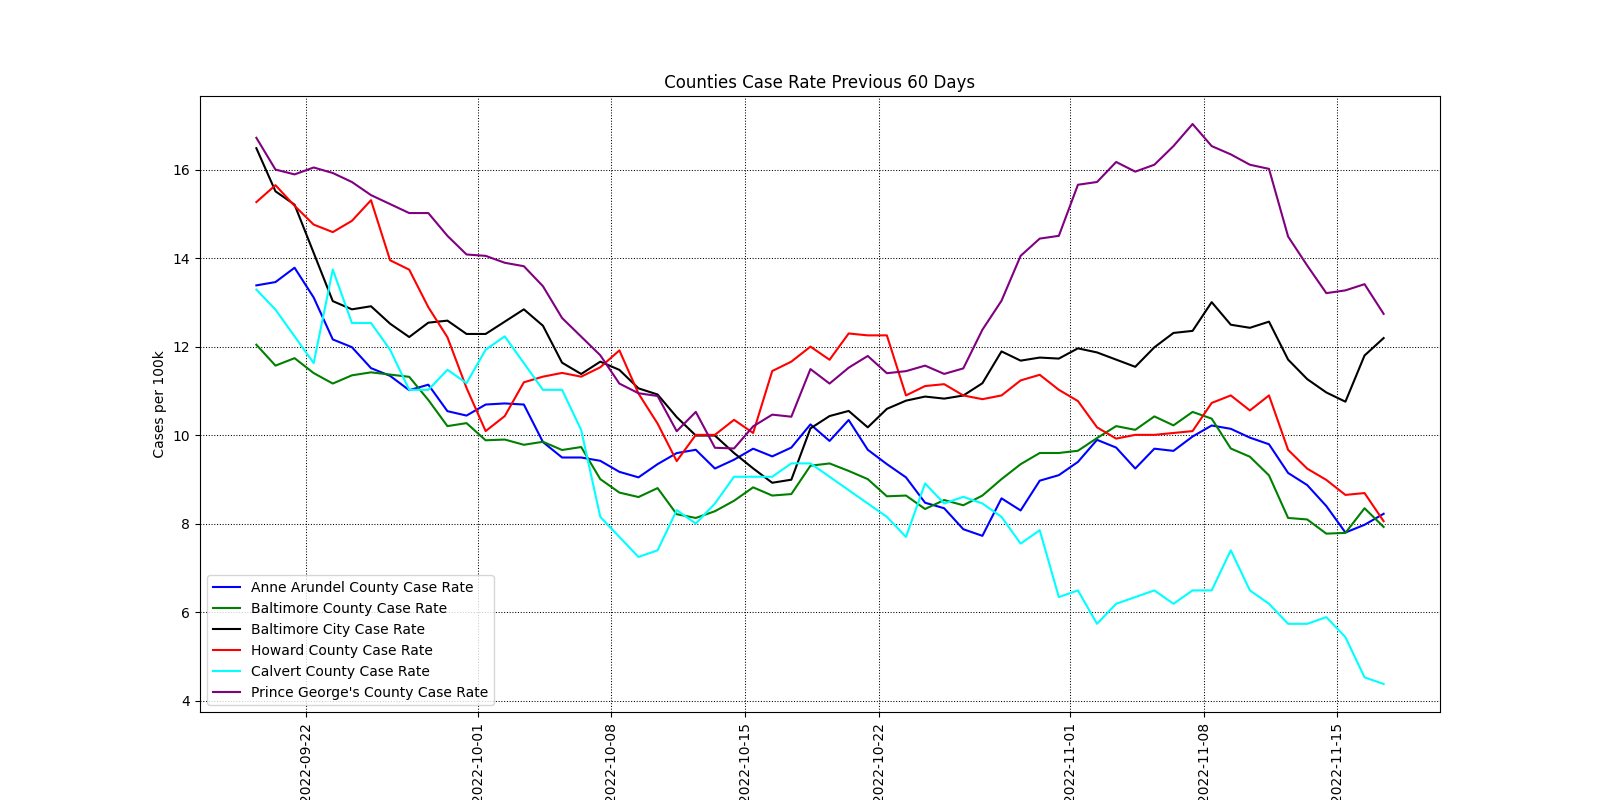 Counties Case Rate Previous 60 Days
Cases per 100k
16
14
12
10
8
6
4
Anne Arundel County Case Rate
Baltimore County Case Rate
Baltimore City Case Rate
Howard County Case Rate
Calvert County Case Rate
Prince George's County Case Rate
2022-09-22
2022-10-01
2022-10-08
2022-10-15
2022-10-22
2022-11-01
2022-11-08
2022-11-15